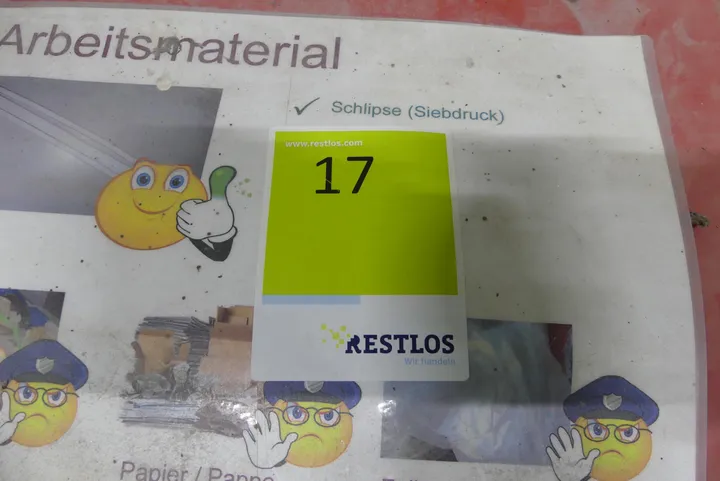 Arbeitsmaterial
✓ Schlipse (Siebdruck)
www.restlos.com
17
RESTLOS
Wir handeln
Papier / Pappe